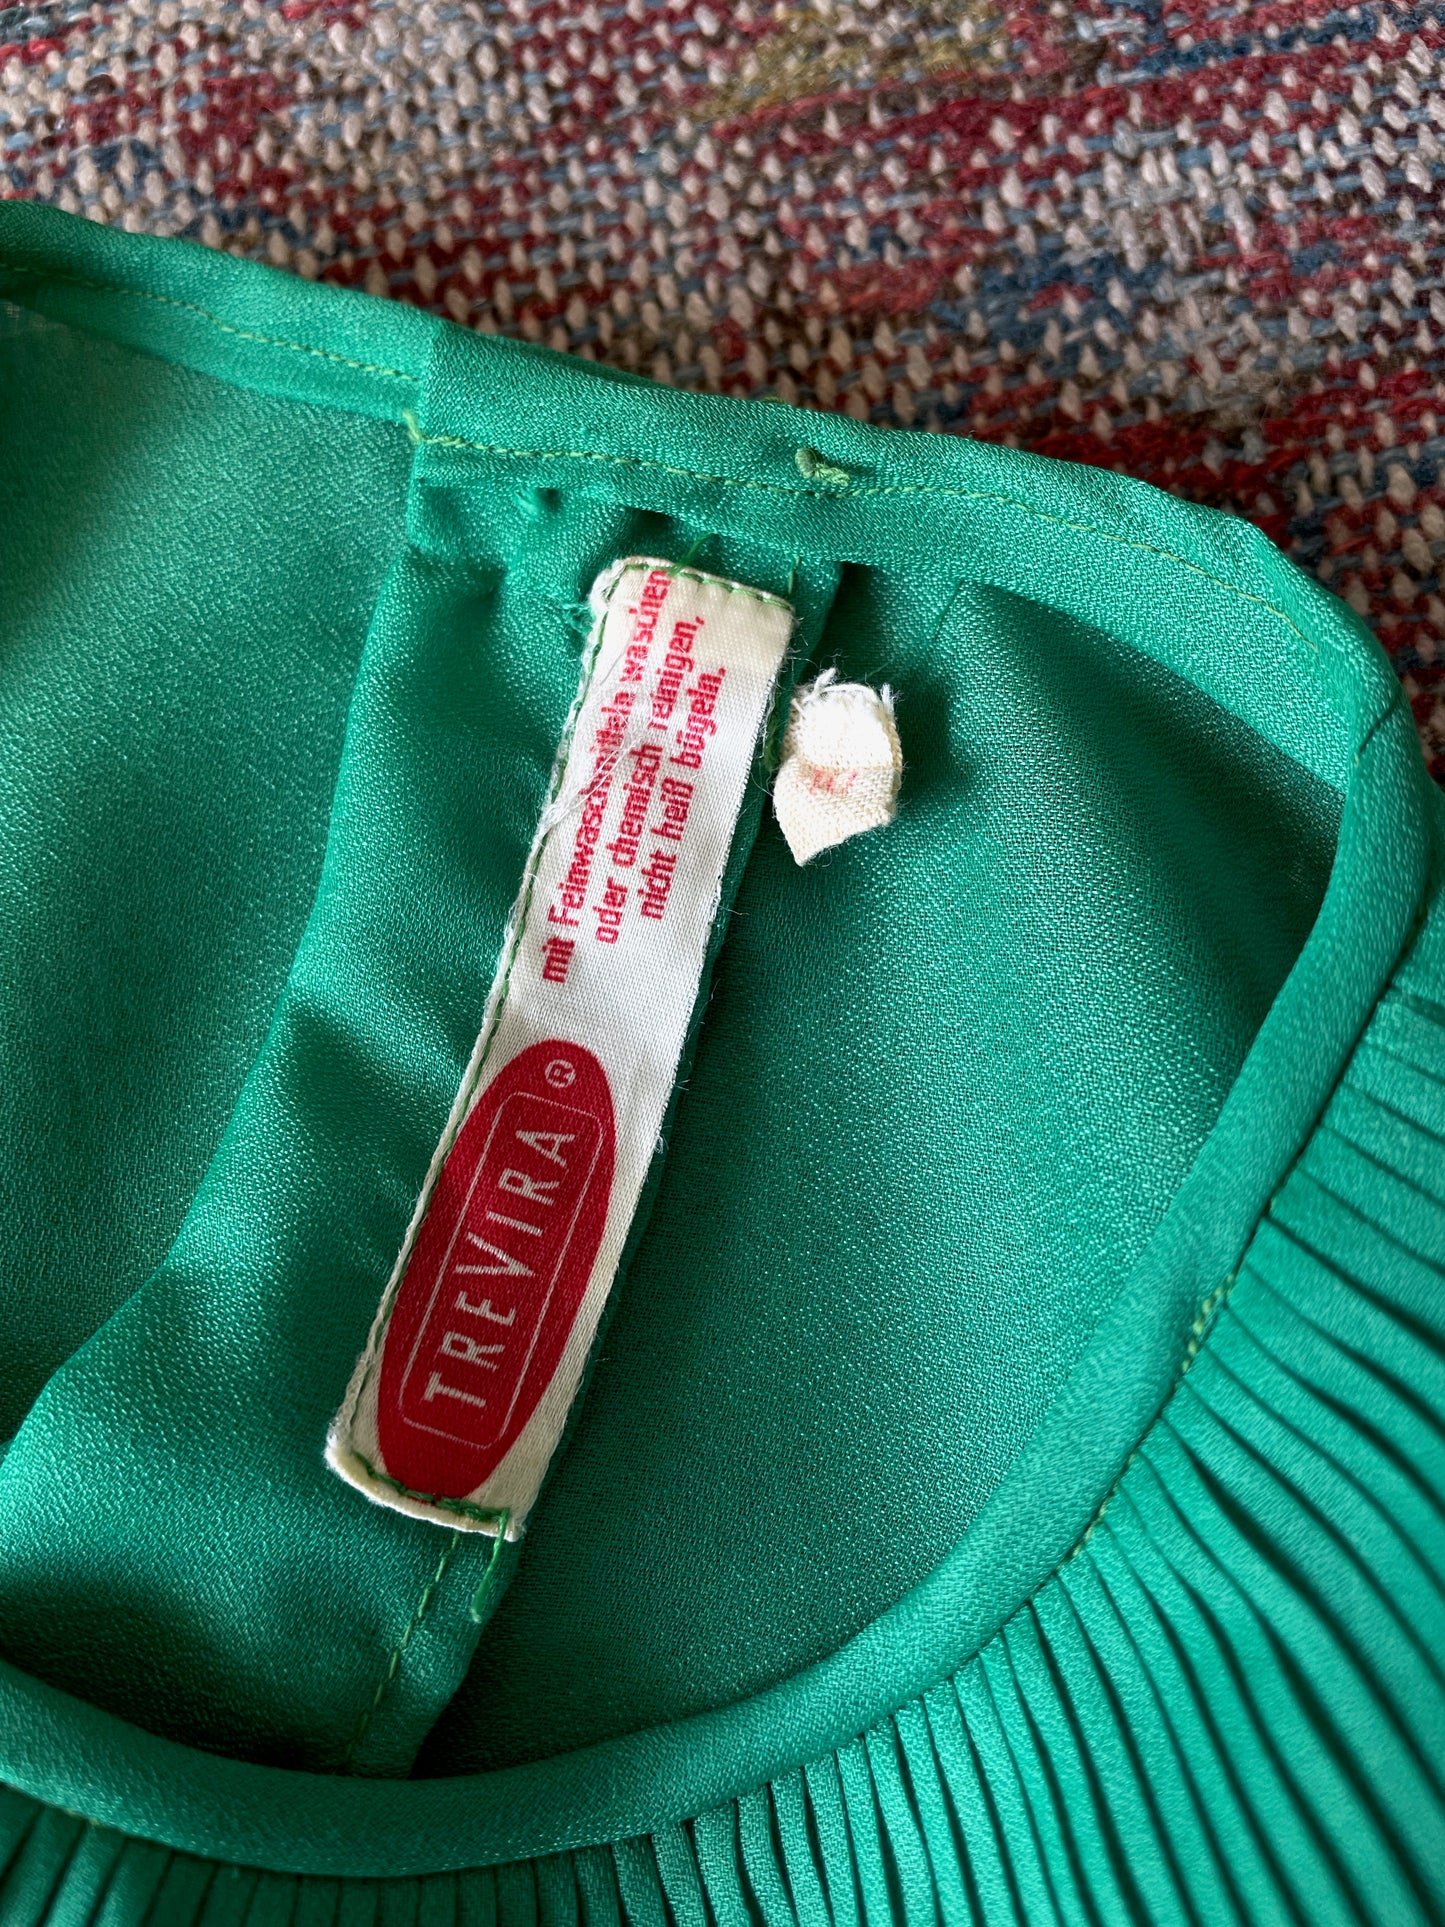 mit Feinwaschmitteln waschen
oder chemisch reinigen,
nicht heiß bügeln.
TREVIRA ®